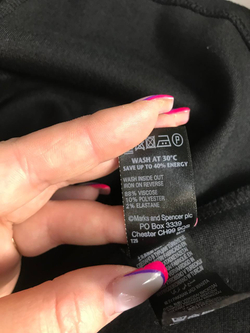 WASH AT 30°C
SAVE UP TO 40% ENERGY
WASH INSIDE OUT
IRON ON REVERSE
88% VISCOSE
10% POLYESTER
2% ELASTANE
©Marks and Spencer plc
PO Box 3339
Chester CH99